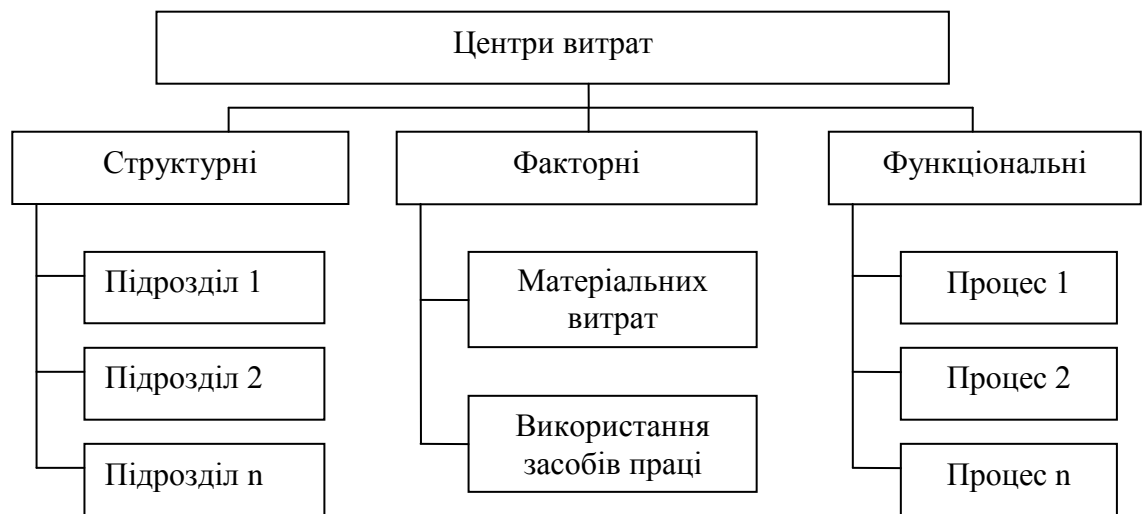 Центри витрат
Структурні
Факторні
Функціональні
Підрозділ 1
Підрозділ 2
Підрозділ n
Матеріальних
витрат
Використання
засобів праці
Процес 1
Процес 2
Процес n